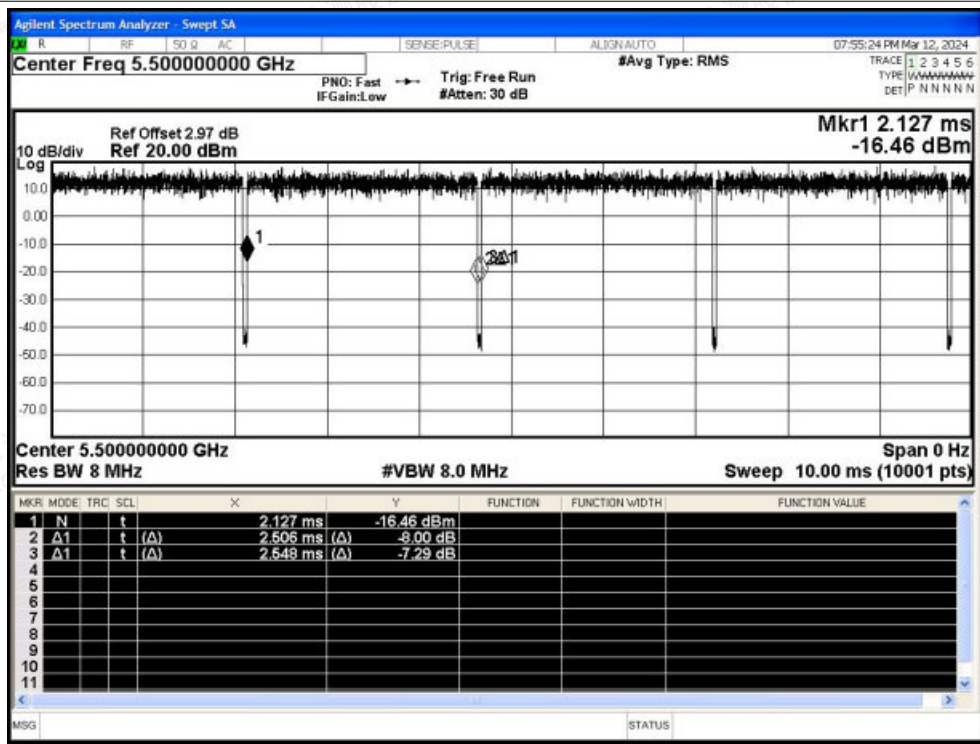 Agilent Spectrum Analyzer - Swept SA
LXI R RF 50 Ω AC SENSE:PULSE ALIGN AUTO 07:55:24 PM Mar 12, 2024
Center Freq 5.500000000 GHz #Avg Type: RMS TRACE 1 2 3 4 5 6
PNO: Fast Trig: Free Run TYPE WWWWWW
IFGain:Low #Atten: 30 dB DET P N N N N N
Mkr1 2.127 ms
Ref Offset 2.97 dB
10 dB/div Ref 20.00 dBm -16.46 dBm
Log
10.0
0.00
-10.0
1
-20.0
-30.0
-40.0
-50.0
-60.0
-70.0
Center 5.500000000 GHz Span 0 Hz
Res BW 8 MHz #VBW 8.0 MHz Sweep 10.00 ms (10001 pts)
MKR MODE TRC SCL X Y FUNCTION FUNCTION WIDTH FUNCTION VALUE
1 N t 2.127 ms -16.46 dBm
2 Δ1 t (Δ) 2.506 ms (Δ) -8.00 dB
3 Δ1 t (Δ) 2.548 ms (Δ) -7.29 dB
4
5
6
7
8
9
10
11
MSG STATUS